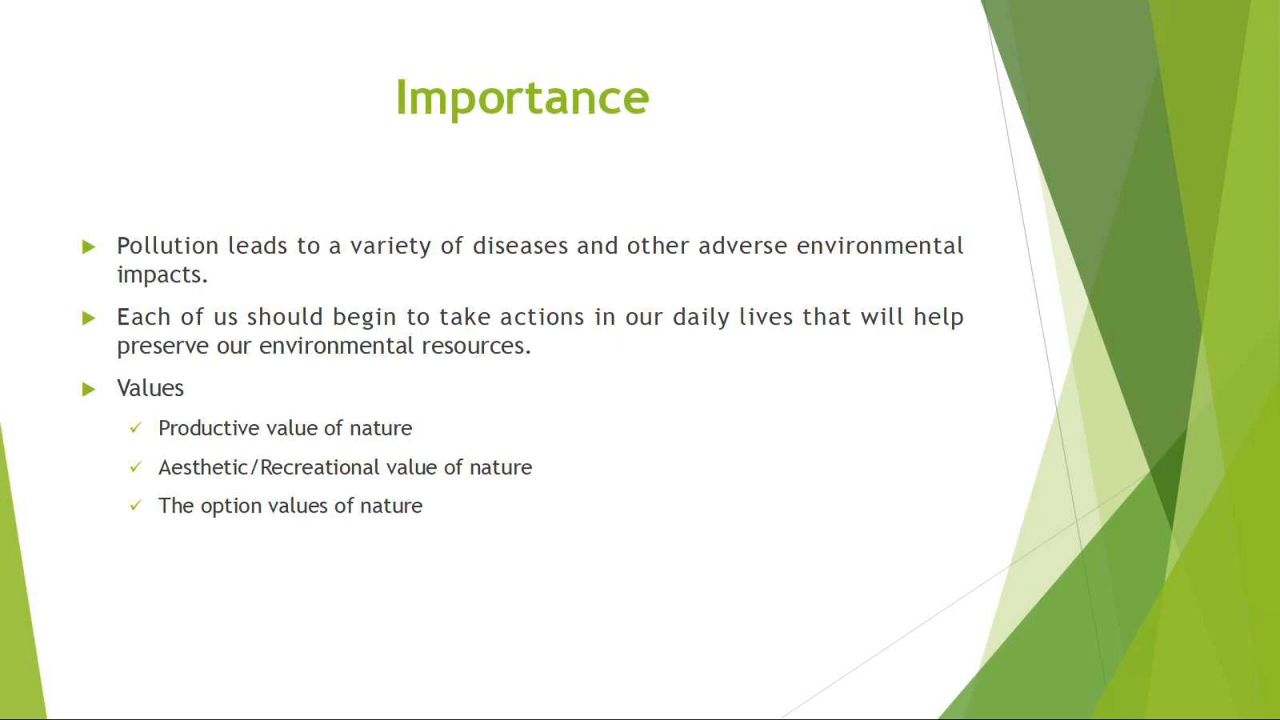 Importance
Pollution leads to a variety of diseases and other adverse environmental
impacts.
Each of us should begin to take actions in our daily lives that will help
preserve our environmental resources.
Values
Productive value of nature
Aesthetic/Recreational value of nature
The option values of nature